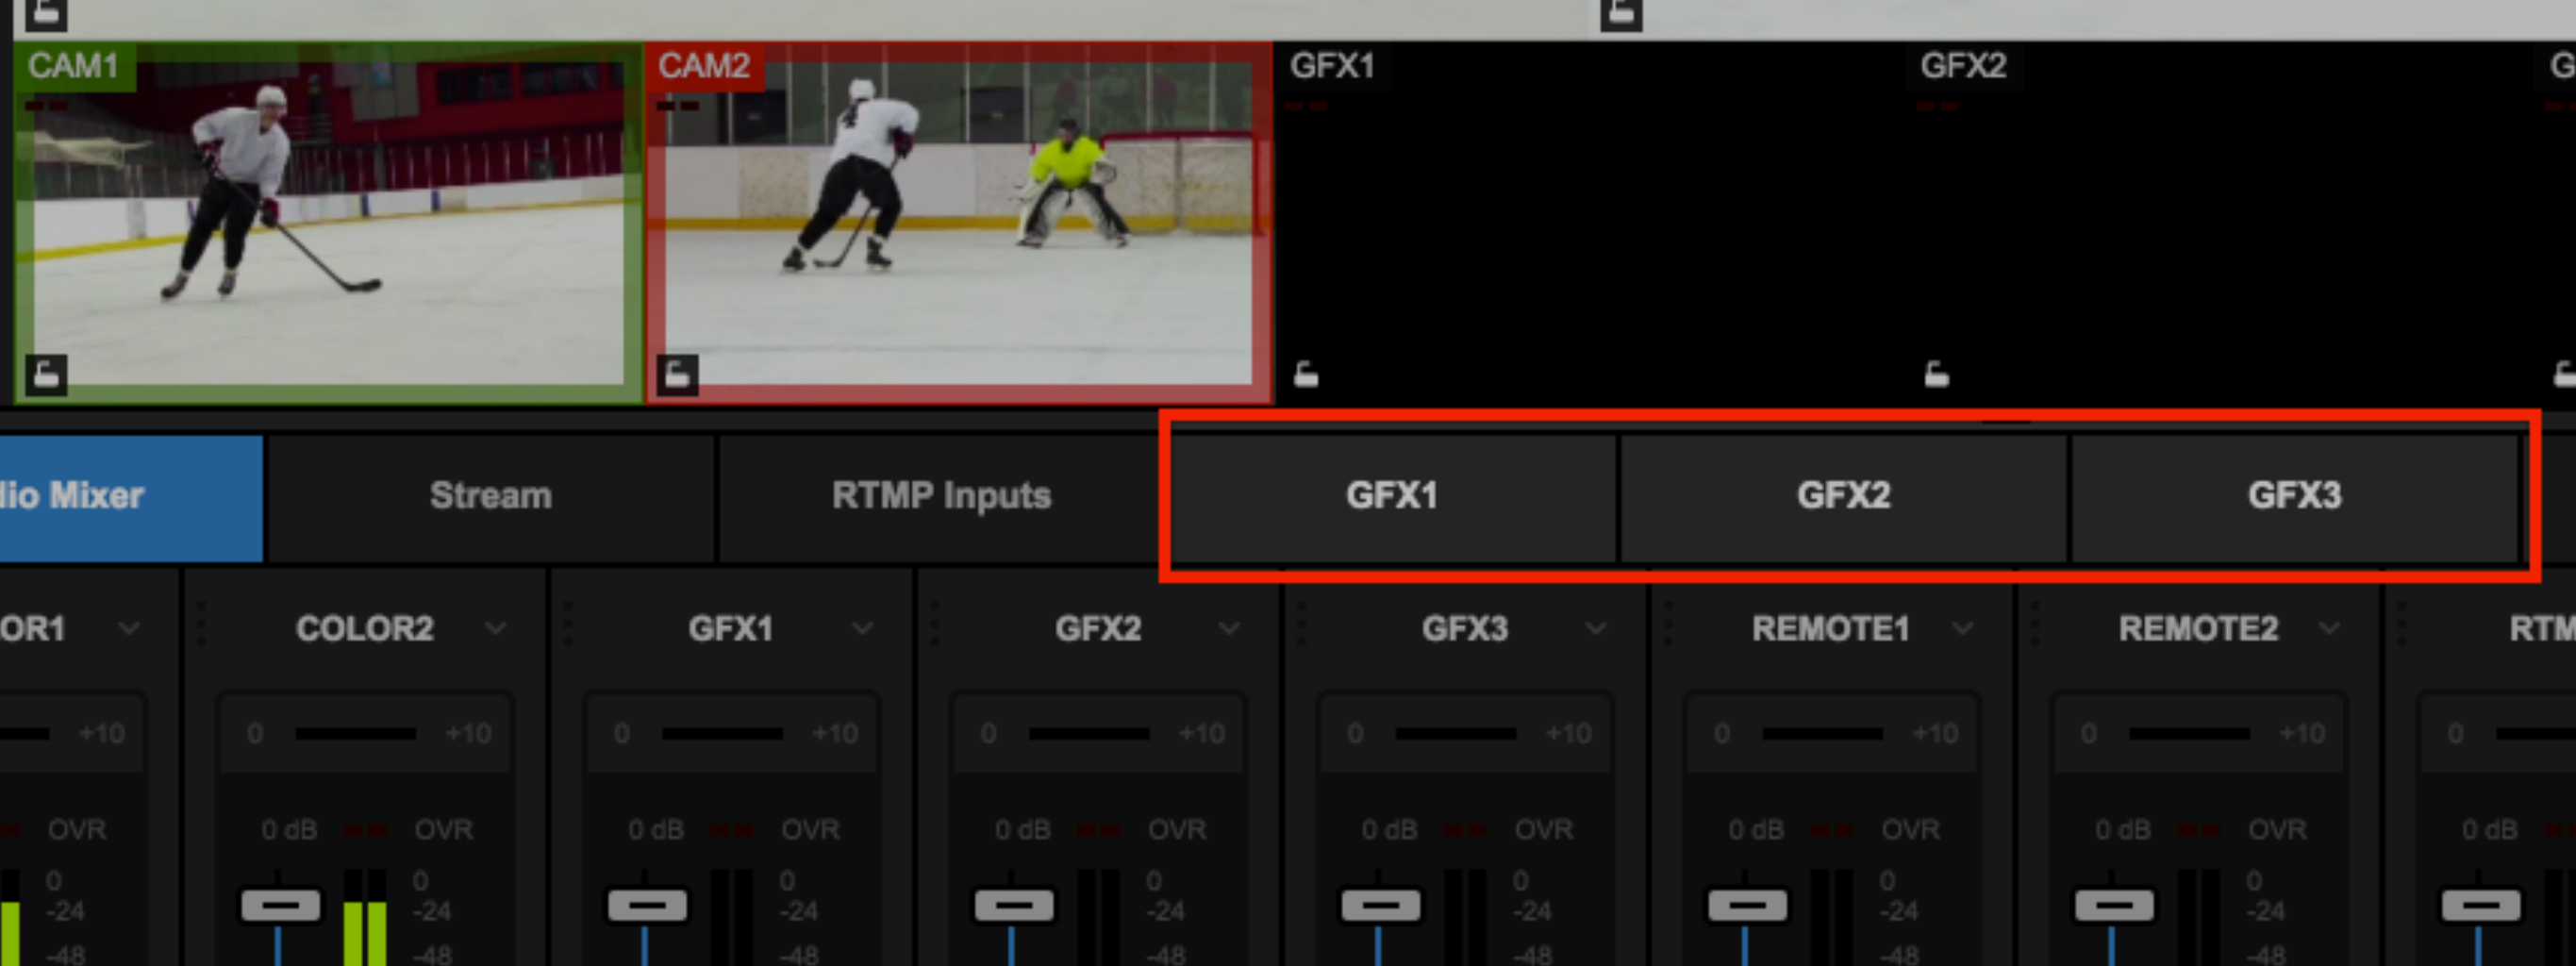 CAM1 CAM2 GFX1 GFX2 G
4
dio Mixer Stream RTMP Inputs GFX1 GFX2 GFX3
OR1 COLOR2 GFX1 GFX2 GFX3 REMOTE1 REMOTE2 RTM
+10 0 +10 0 +10 0 +10 0 +10 0 +10 0 +10 0
OVR 0 dB OVR 0 dB OVR 0 dB OVR 0 dB OVR 0 dB OVR 0 dB OVR 0 dB
0 0 0 0 0 0 0
-24 -24 -24 -24 -24 -24 -24
-48 -48 -48 -48 -48 -48 -48